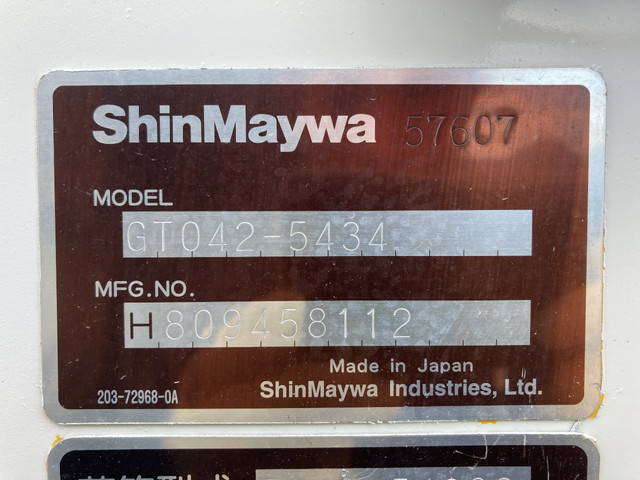 ShinMaywa 57607
MODEL
GT042-5434
MFG.NO.
H809458112
Made in Japan
203-72968-0A ShinMaywa Industries, Ltd.